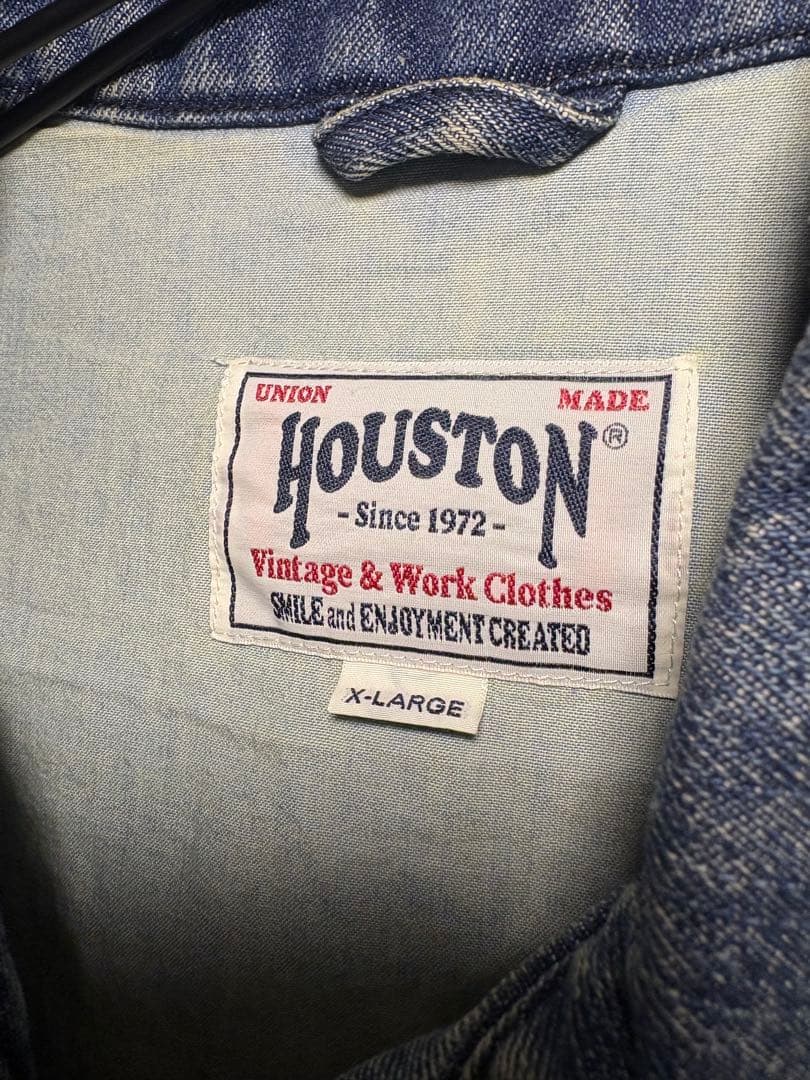 UNION MADE
HOUSTON®
- Since 1972 -
Vintage & Work Clothes
SMILE and ENJOYMENT CREATED
X-LARGE